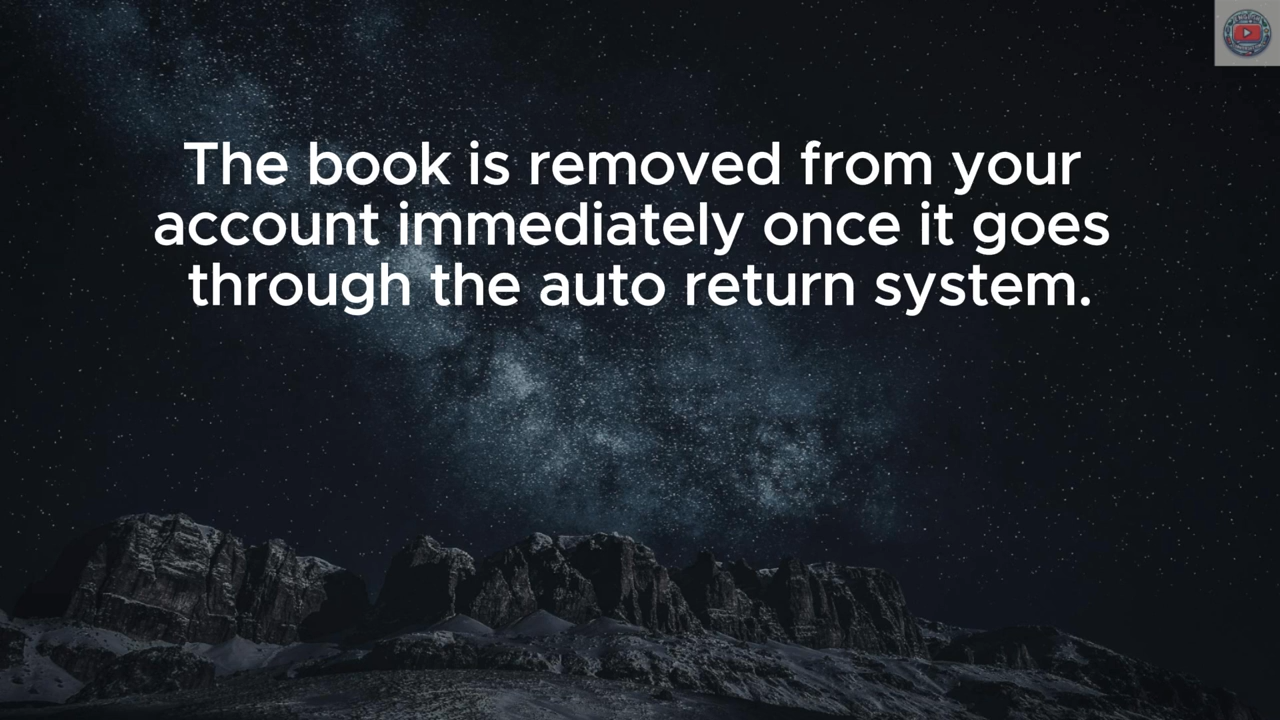 The book is removed from your
account immediately once it goes
through the auto return system.